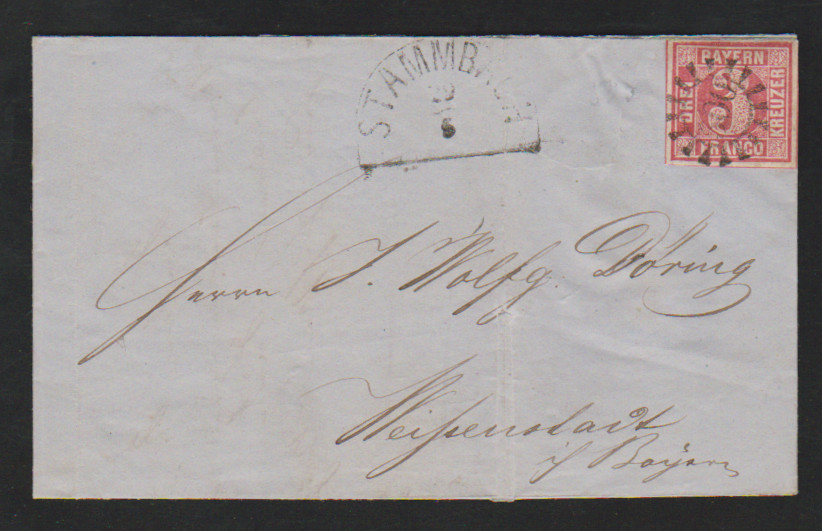 STAMMBACH
BAYERN
DREI
3
KREUZER
FRANCO
Herrn J. Wolfg. Döring
Weißenstadt
i/ Bayern